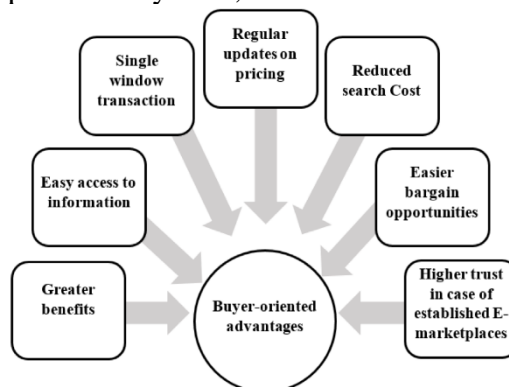 Regular
updates on
pricing
Single
window
transaction
Reduced
search Cost
Easy access to
information
Easier
bargain
opportunities
Greater
benefits
Buyer-oriented
advantages
Higher trust
in case of
established E-
marketplaces